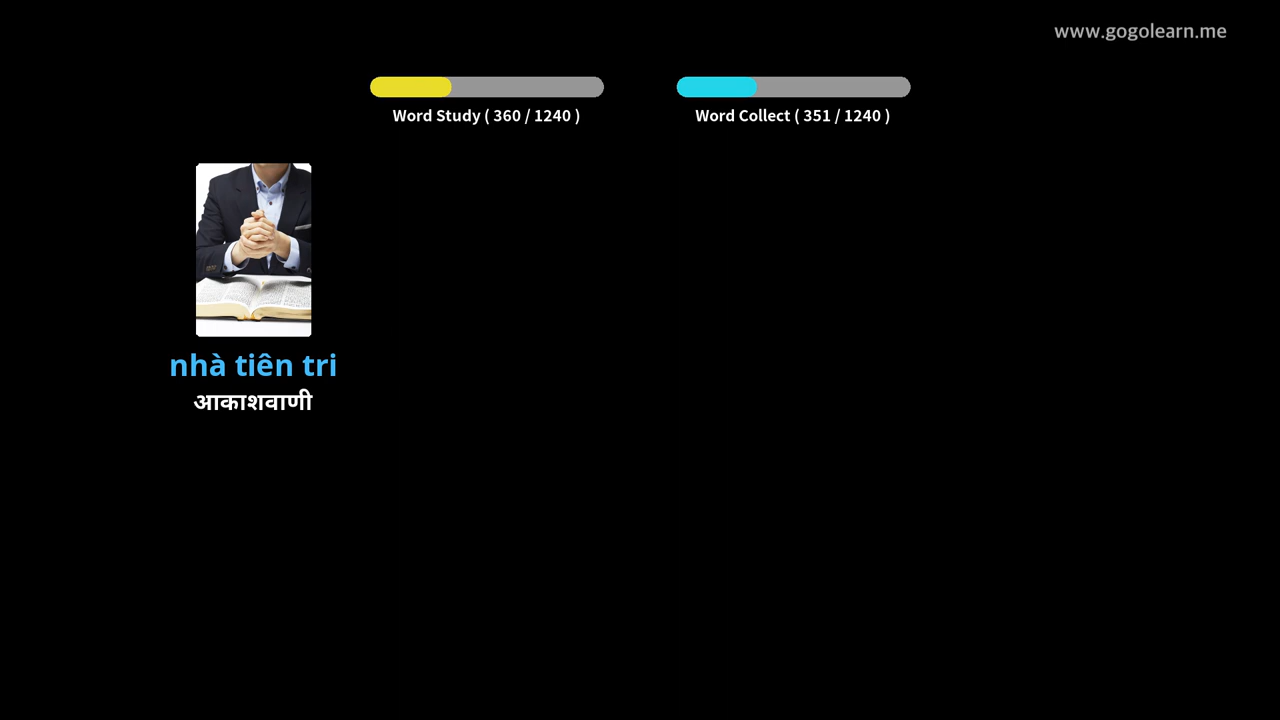 www.gogolearn.me
Word Study ( 360 / 1240 )
Word Collect ( 351 / 1240 )
nhà tiên tri
आकाशवाणी